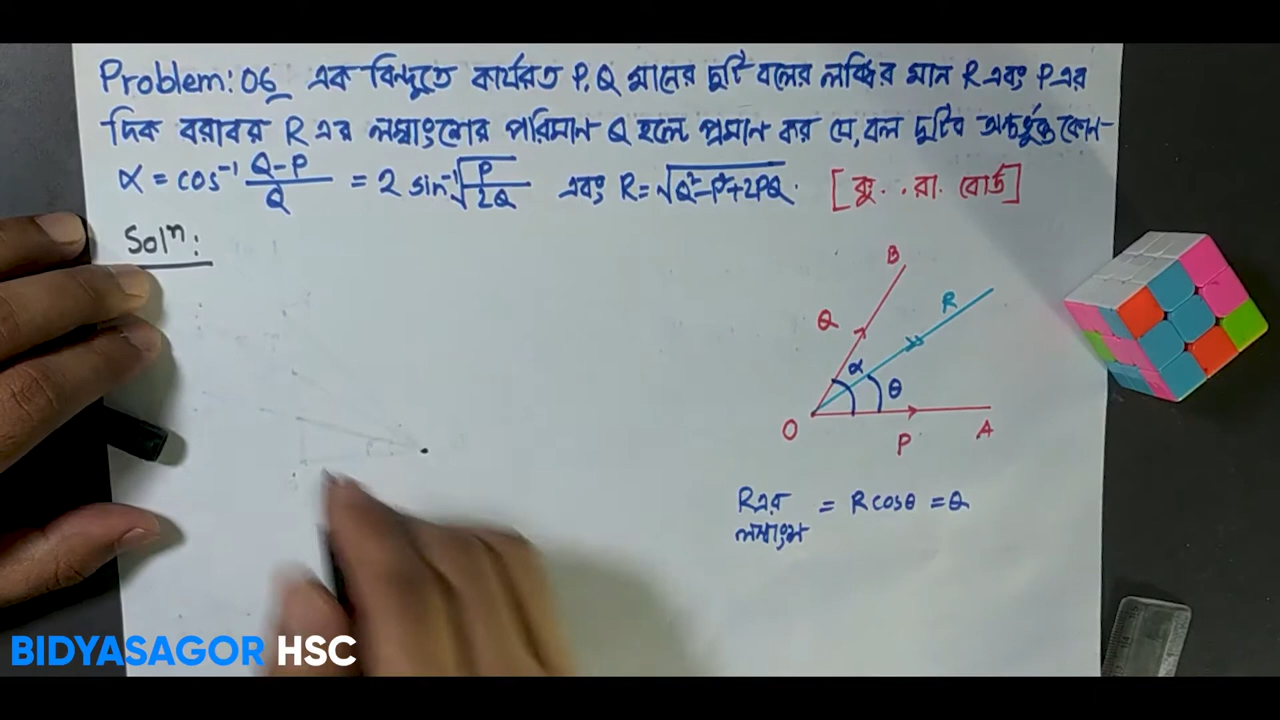 Problem: 06 এক বিন্দুতে কার্যরত P, Q মানের দুটি বলের লব্ধির মান R এবং P এর
দিক বরাবর R এর লম্বাংশের পরিমান Q হলে প্রমান কর যে, বল দুটির অন্তর্ভুক্ত কোন
α = cos⁻¹ Q-P/Q = 2 sin⁻¹√P/2Q এবং R = √Q²-P²+2PQ . [কু. . রা. বোর্ড]
Solⁿ:
B
Q
R
α
θ
O
P
A
R এর লম্বাংশ = R cosθ = Q
BIDYASAGOR HSC